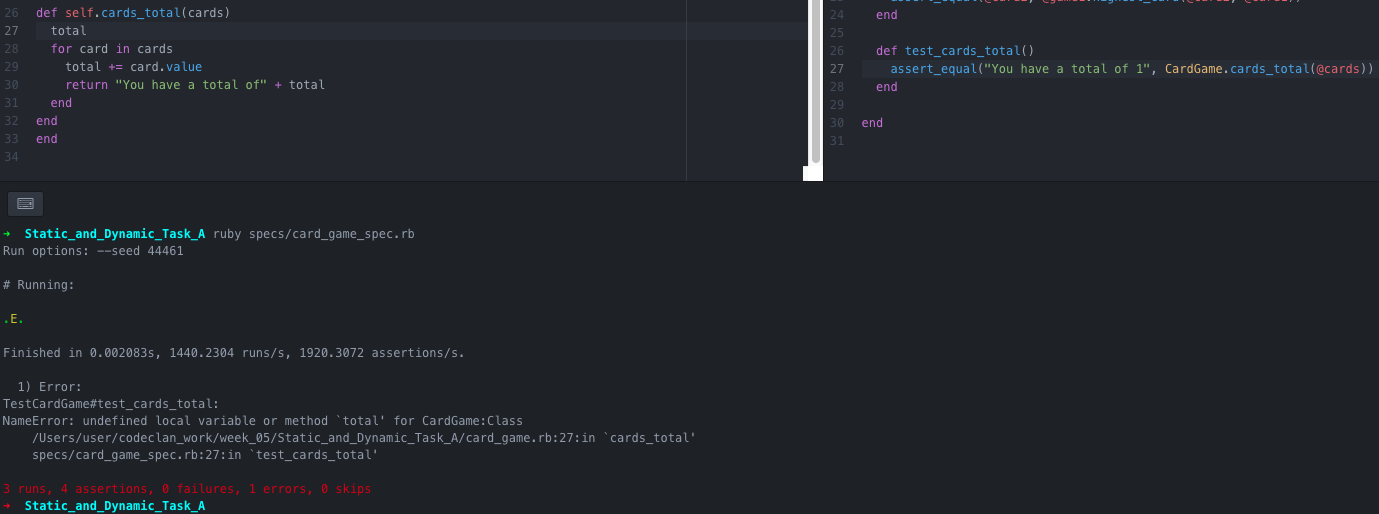 26 def self.cards_total(cards)
27 total
28 for card in cards
29 total += card.value
30 return "You have a total of" + total
31 end
32 end
33 end
34
24 end
25
26 def test_cards_total()
27 assert_equal("You have a total of 1", CardGame.cards_total(@cards))
28 end
29
30 end
31
→ Static_and_Dynamic_Task_A ruby specs/card_game_spec.rb
Run options: --seed 44461
# Running:
.E.
Finished in 0.002083s, 1440.2304 runs/s, 1920.3072 assertions/s.
1) Error:
TestCardGame#test_cards_total:
NameError: undefined local variable or method `total' for CardGame:Class
/Users/user/codeclan_work/week_05/Static_and_Dynamic_Task_A/card_game.rb:27:in `cards_total'
specs/card_game_spec.rb:27:in `test_cards_total'
3 runs, 4 assertions, 0 failures, 1 errors, 0 skips
→ Static_and_Dynamic_Task_A